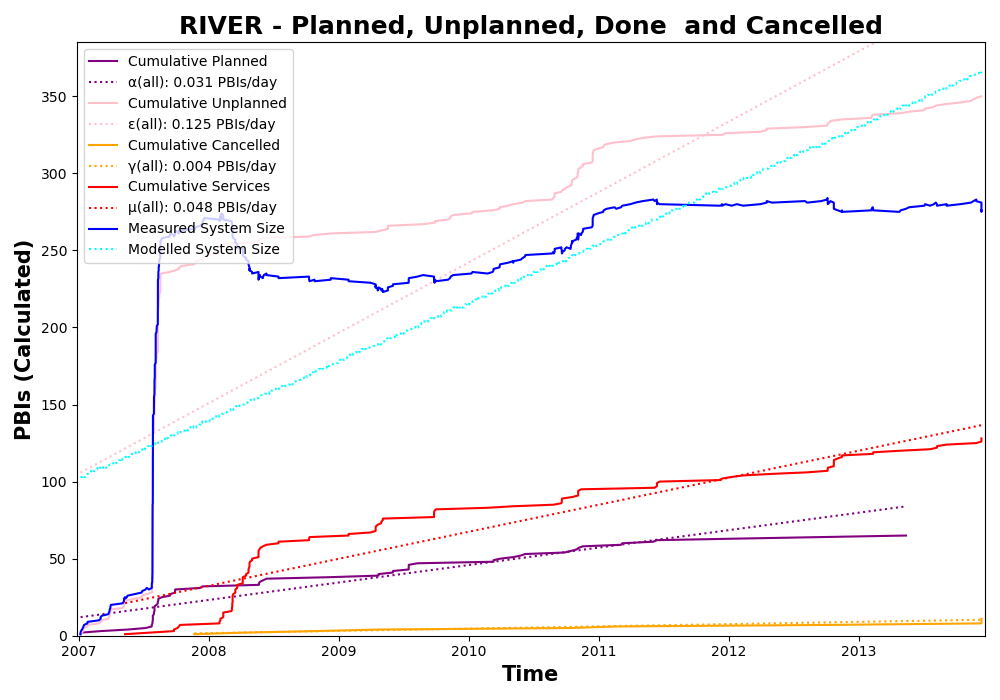 RIVER - Planned, Unplanned, Done  and Cancelled
Cumulative Planned
α(all): 0.031 PBIs/day
Cumulative Unplanned
ε(all): 0.125 PBIs/day
Cumulative Cancelled
γ(all): 0.004 PBIs/day
Cumulative Services
μ(all): 0.048 PBIs/day
Measured System Size
Modelled System Size
PBIs (Calculated)
350
300
250
200
150
100
50
0
2007 2008 2009 2010 2011 2012 2013
Time